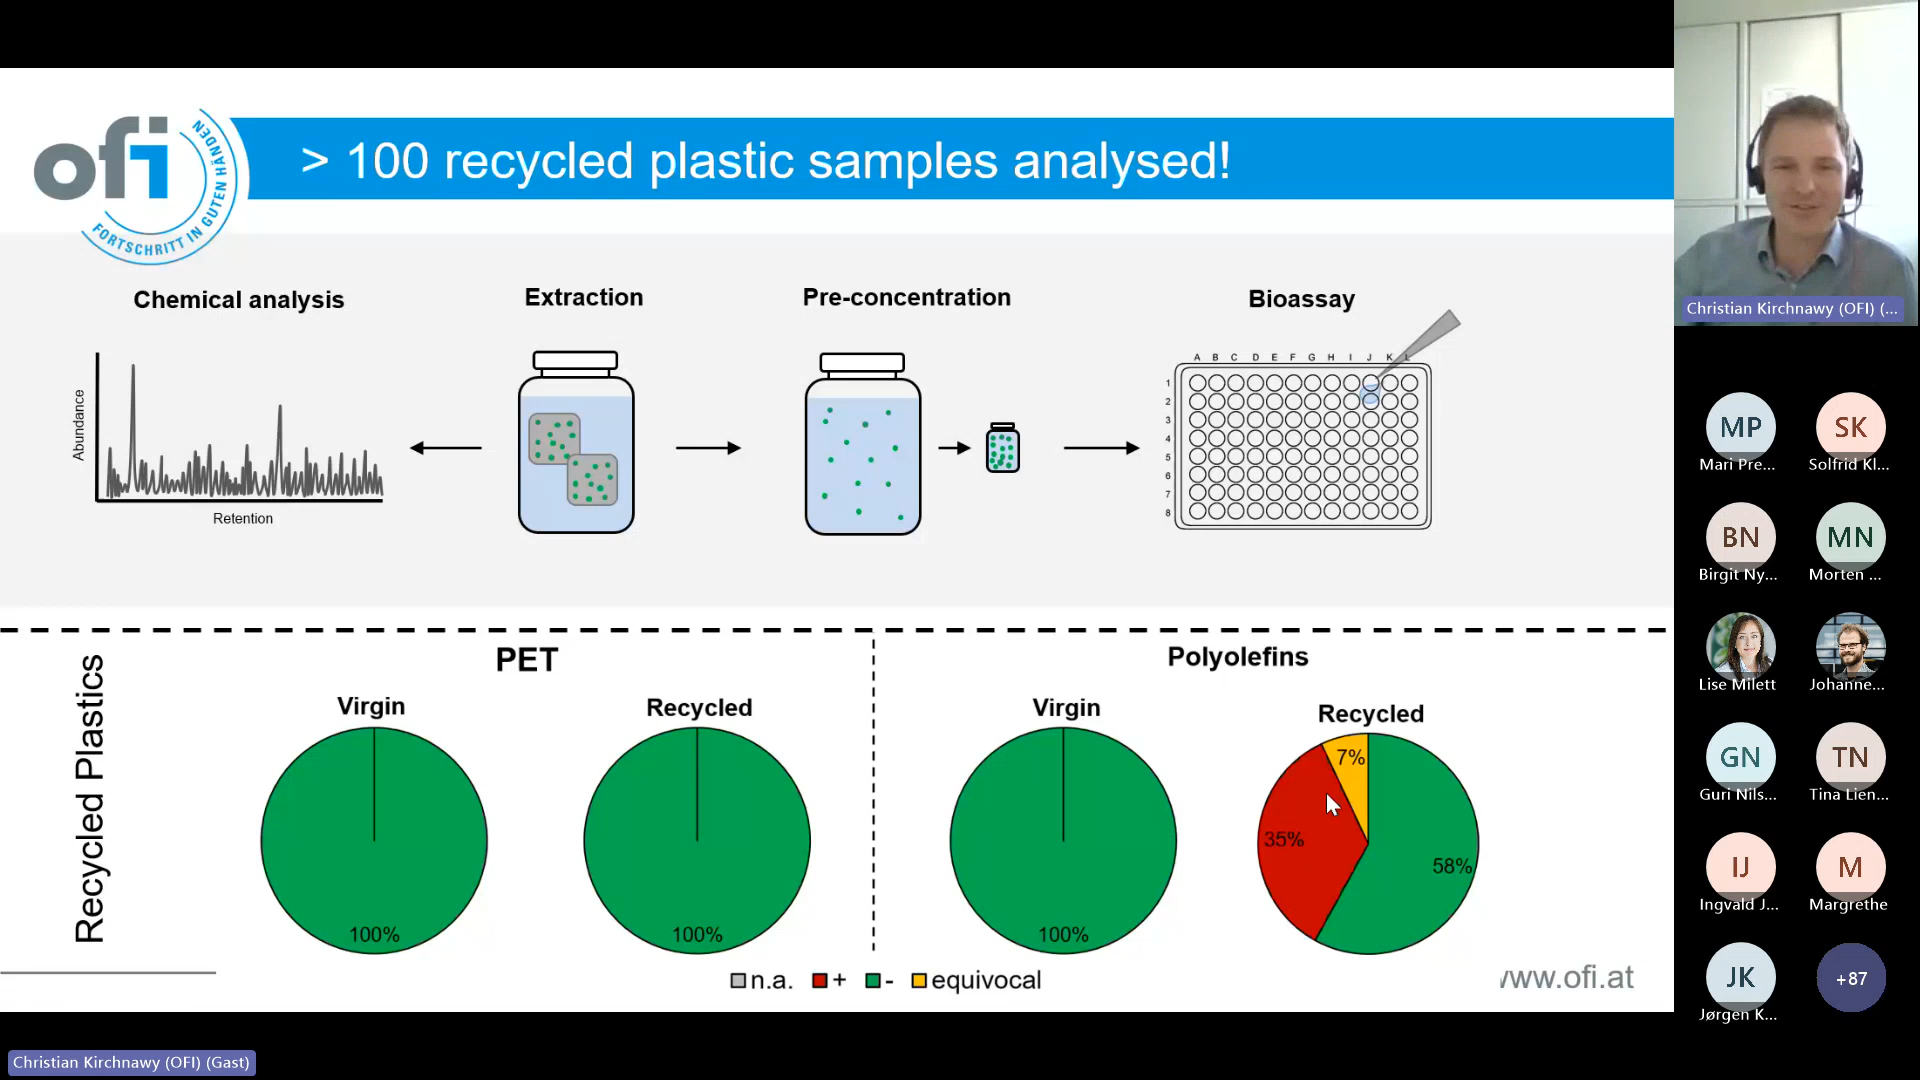 ofi
FORTSCHRITT IN GUTEN HÄNDEN
> 100 recycled plastic samples analysed!
Chemical analysis
Extraction
Pre-concentration
Bioassay
Abundance
Retention
A B C D E F G H I J K L
1
2
3
4
5
6
7
8
Recycled Plastics
PET
Polyolefins
Virgin
Recycled
Virgin
Recycled
100%
100%
100%
7%
35%
58%
n.a. + - equivocal
www.ofi.at
Christian Kirchnawy (OFI) (Gast)
Christian Kirchnawy (OFI) (...
MP
Mari Pre...
SK
Solfrid Kl...
BN
Birgit Ny...
MN
Morten ...
Lise Milett
Johanne...
GN
Guri Nils...
TN
Tina Lien...
IJ
Ingvald J...
M
Margrethe
JK
Jørgen K...
+87